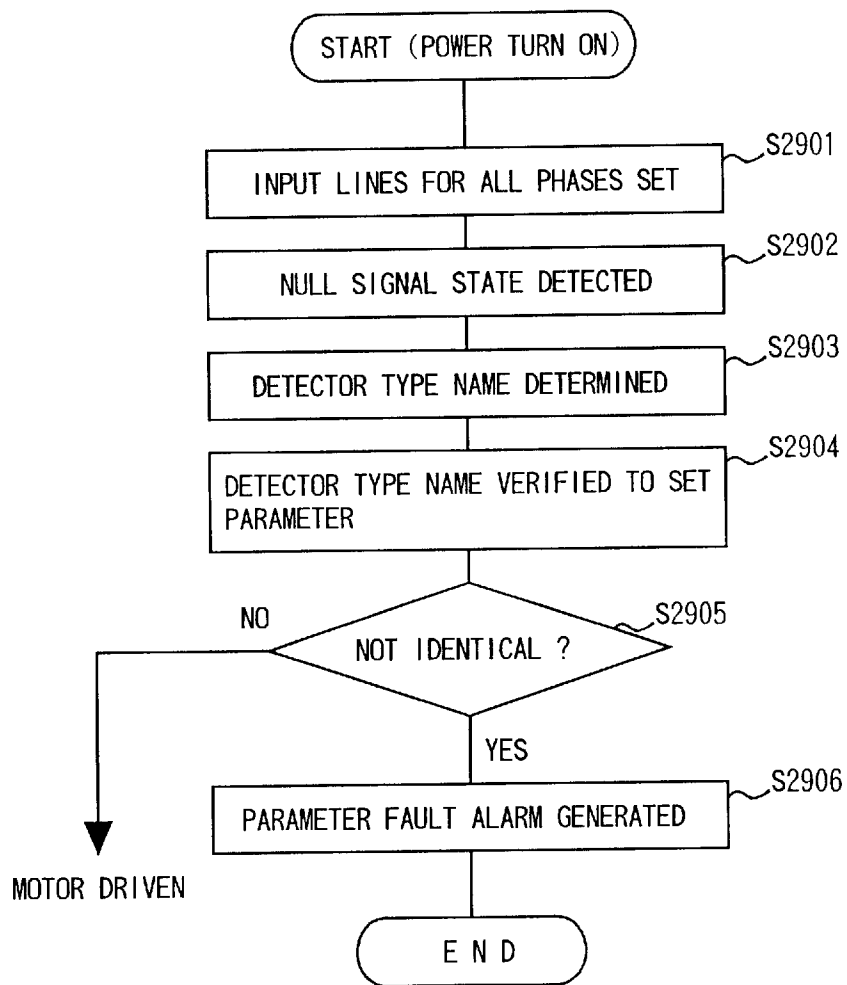 START (POWER TURN ON)
S2901
INPUT LINES FOR ALL PHASES SET
S2902
NULL SIGNAL STATE DETECTED
S2903
DETECTOR TYPE NAME DETERMINED
S2904
DETECTOR TYPE NAME VERIFIED TO SET
PARAMETER
NO
S2905
NOT IDENTICAL ?
YES
S2906
PARAMETER FAULT ALARM GENERATED
MOTOR DRIVEN
E N D